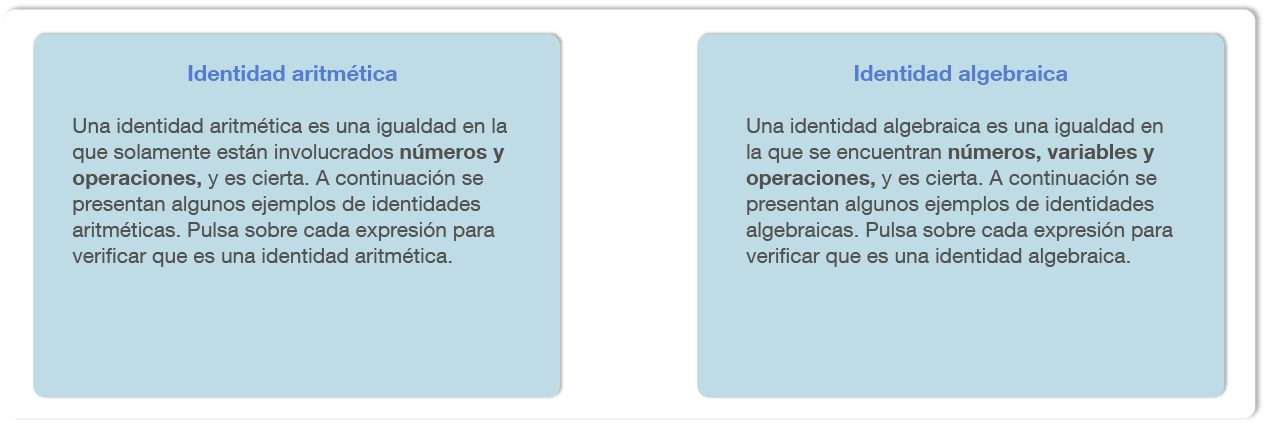 Identidad aritmética
Una identidad aritmética es una igualdad en la
que solamente están involucrados números y
operaciones, y es cierta. A continuación se
presentan algunos ejemplos de identidades
aritméticas. Pulsa sobre cada expresión para
verificar que es una identidad aritmética.
Identidad algebraica
Una identidad algebraica es una igualdad en
la que se encuentran números, variables y
operaciones, y es cierta. A continuación se
presentan algunos ejemplos de identidades
algebraicas. Pulsa sobre cada expresión para
verificar que es una identidad algebraica.